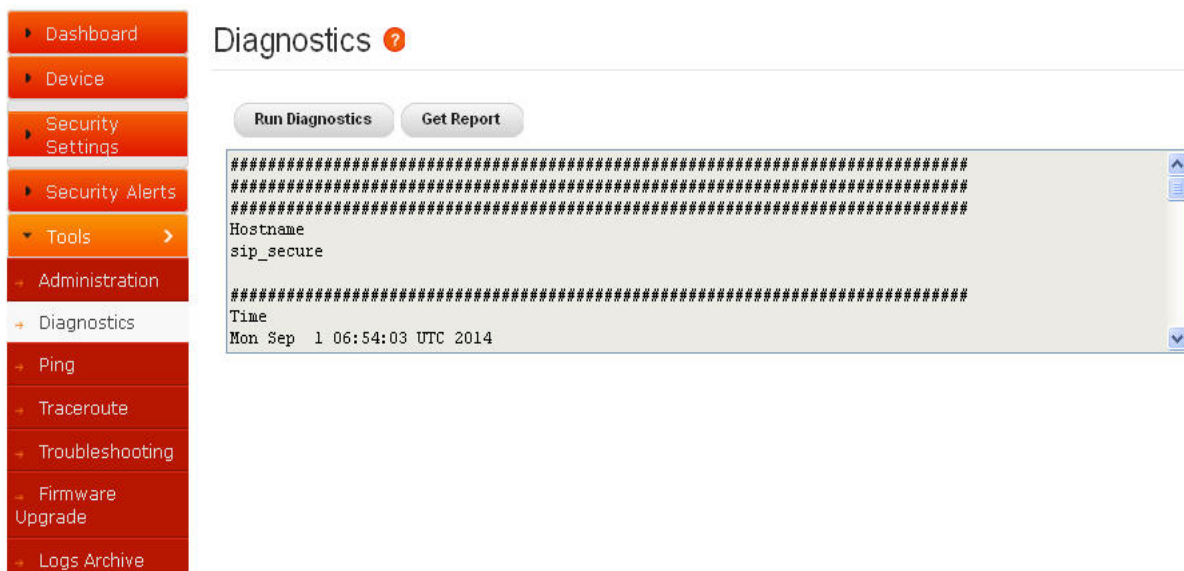 Dashboard
Device
Security
Settings
Security Alerts
Tools
Administration
Diagnostics
Ping
Traceroute
Troubleshooting
Firmware
Upgrade
Logs Archive
Diagnostics ?
Run Diagnostics
Get Report
###############################################################################
###############################################################################
###############################################################################
Hostname
sip_secure
###############################################################################
Time
Mon Sep  1 06:54:03 UTC 2014